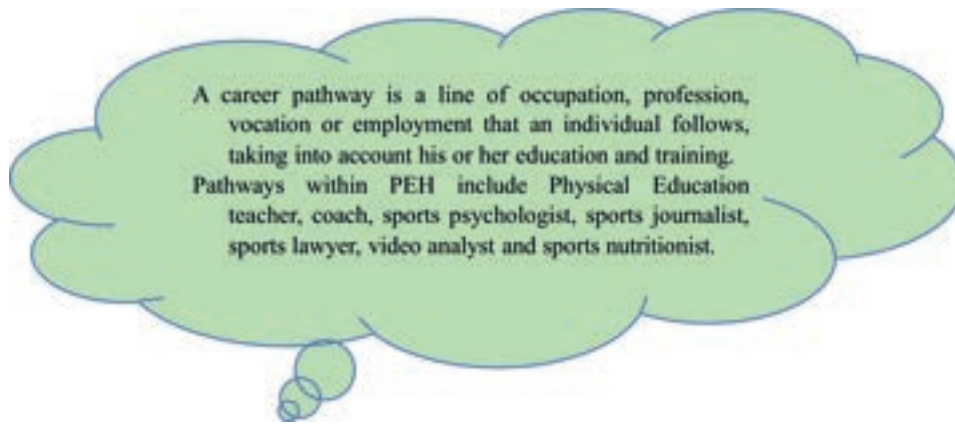 A career pathway is a line of occupation, profession,
vocation or employment that an individual follows,
taking into account his or her education and training.
Pathways within PEH include Physical Education
teacher, coach, sports psychologist, sports journalist,
sports lawyer, video analyst and sports nutritionist.